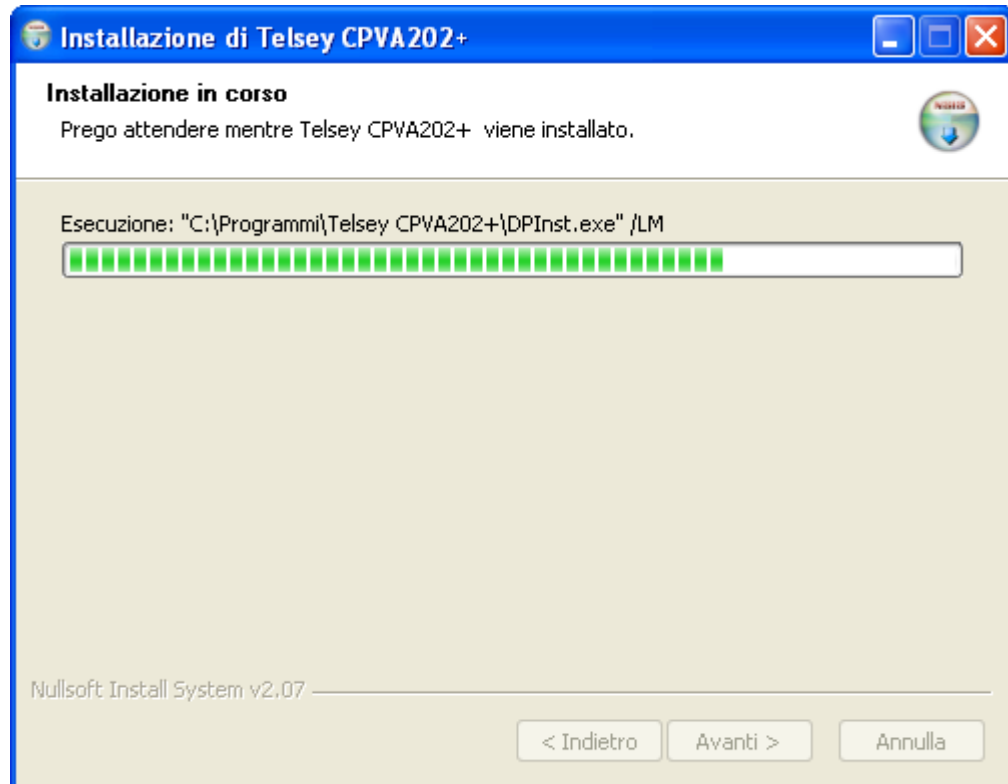 Installazione di Telsey CPVA202+
Installazione in corso
Prego attendere mentre Telsey CPVA202+ viene installato.
Esecuzione: "C:\Programmi\Telsey CPVA202+\DPInst.exe" /LM
Nullsoft Install System v2.07
< Indietro
Avanti >
Annulla